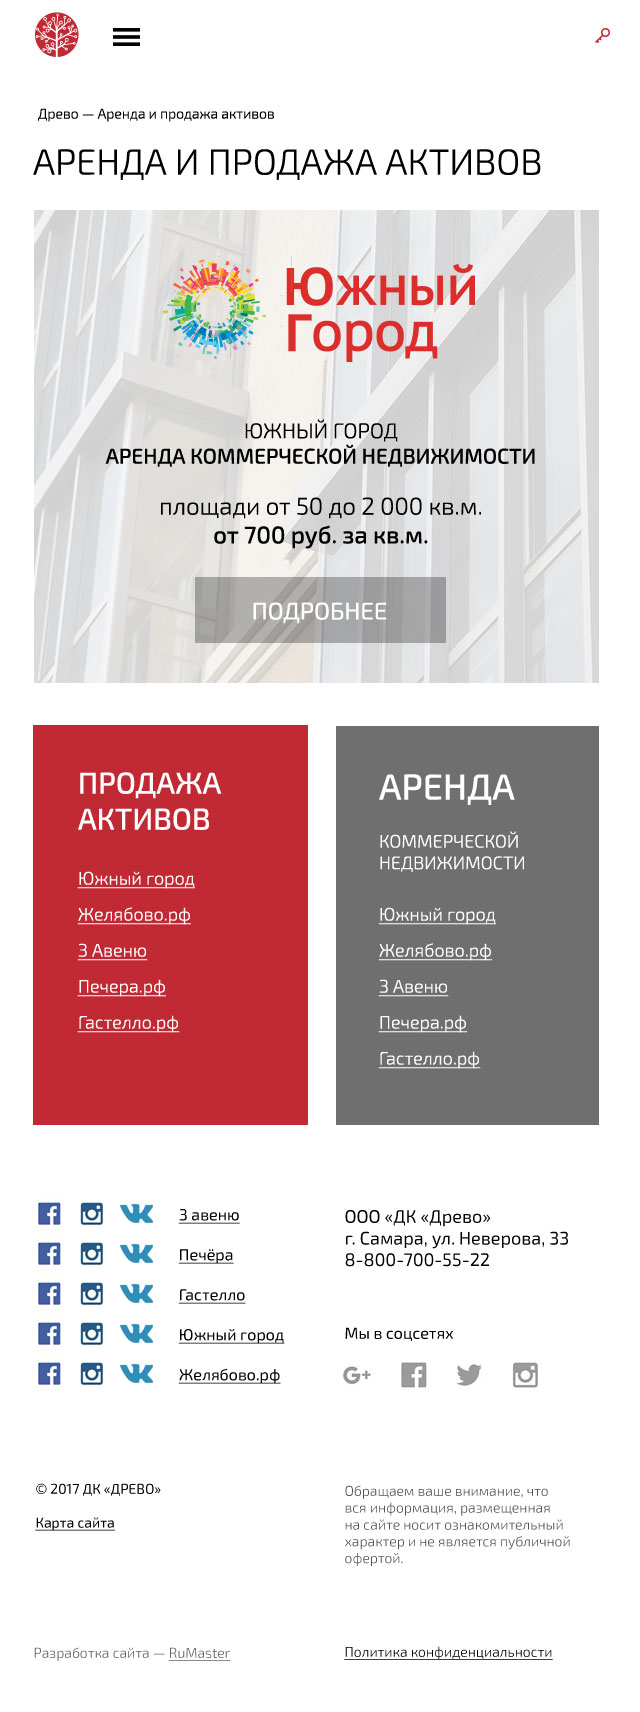 Древо — Аренда и продажа активов
АРЕНДА И ПРОДАЖА АКТИВОВ
Южный
Город
ЮЖНЫЙ ГОРОД
АРЕНДА КОММЕРЧЕСКОЙ НЕДВИЖИМОСТИ
площади от 50 до 2 000 кв.м.
от 700 руб. за кв.м.
ПОДРОБНЕЕ
ПРОДАЖА
АКТИВОВ
Южный город
Желябово.рф
3 Авеню
Печера.рф
Гастелло.рф
АРЕНДА
КОММЕРЧЕСКОЙ
НЕДВИЖИМОСТИ
Южный город
Желябово.рф
3 Авеню
Печера.рф
Гастелло.рф
3 авеню
Печёра
Гастелло
Южный город
Желябово.рф
ООО «ДК «Древо»
г. Самара, ул. Неверова, 33
8-800-700-55-22
Мы в соцсетях
© 2017 ДК «ДРЕВО»
Карта сайта
Обращаем ваше внимание, что
вся информация, размещенная
на сайте носит ознакомительный
характер и не является публичной
офертой.
Разработка сайта — RuMaster
Политика конфиденциальности